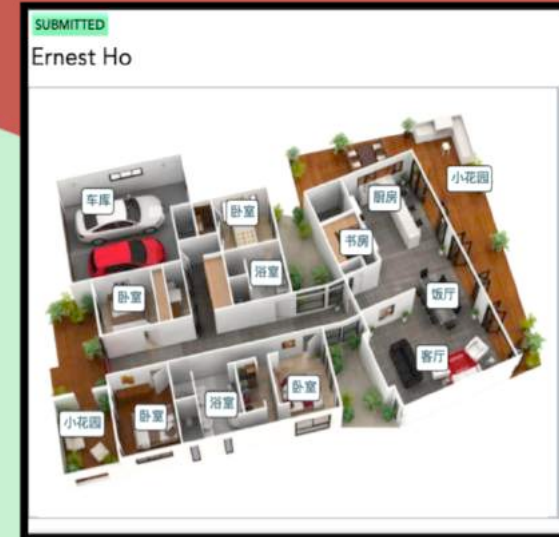 SUBMITTED
Ernest Ho
车库
卧室
小花园
厨房
书房
浴室
卧室
饭厅
客厅
卧室
浴室
卧室
小花园